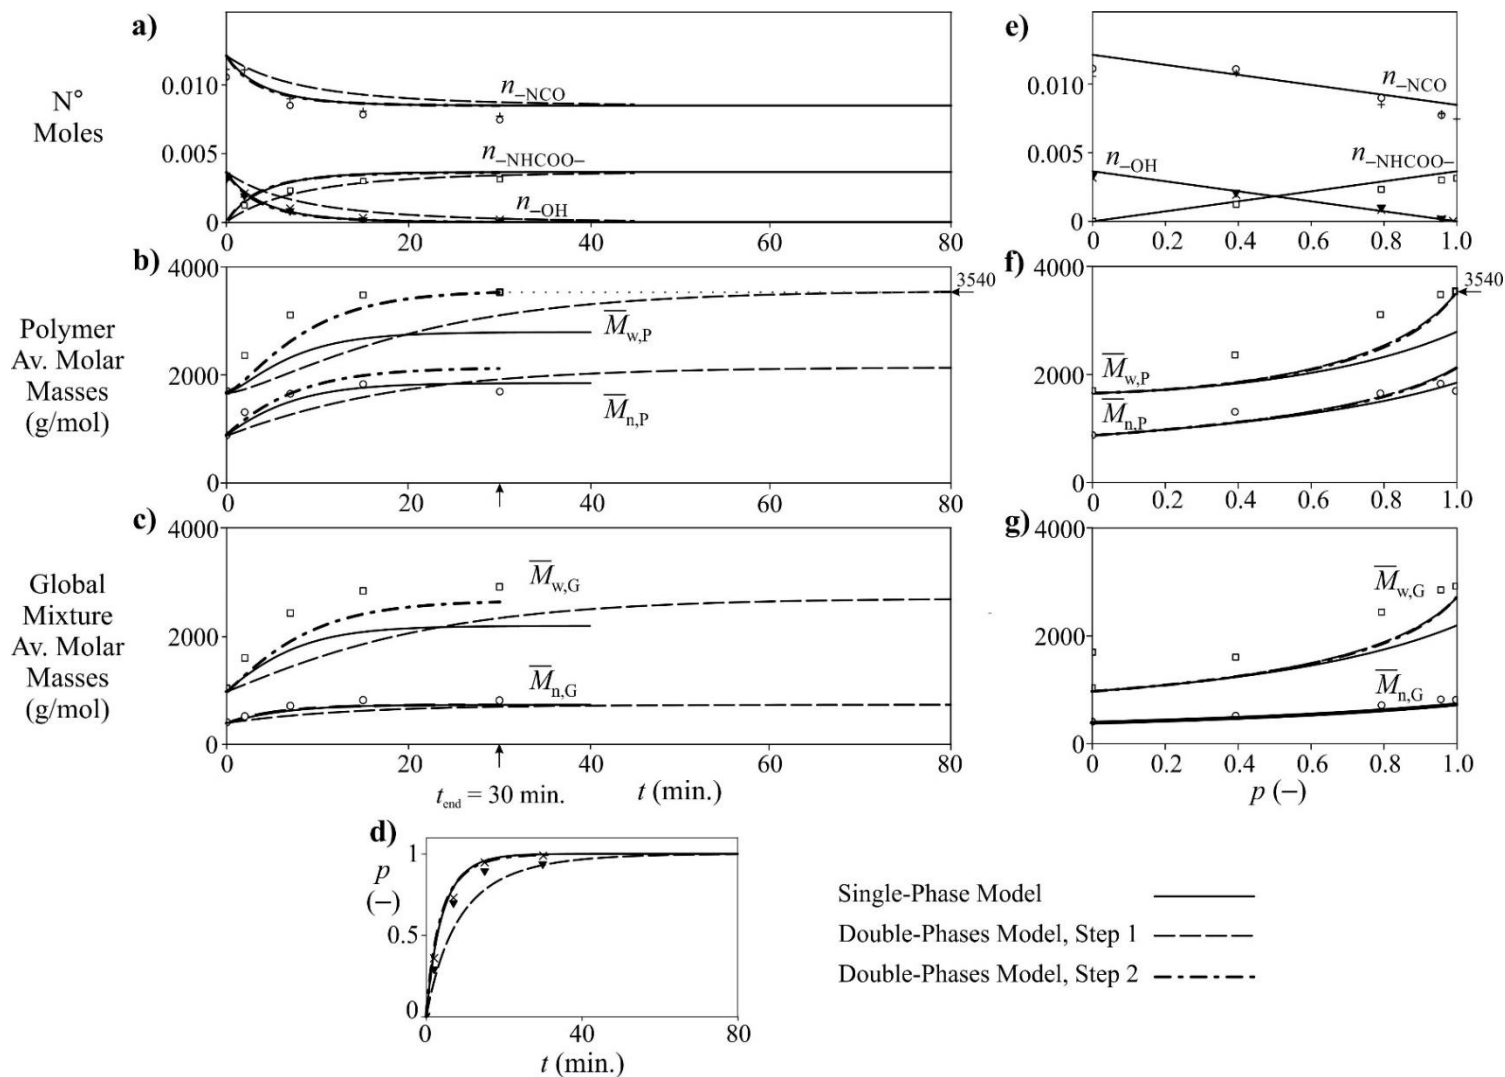 a)
N°
Moles
0.010
0.005
0
n–NCO
n–NHCOO–
n–OH
0 20 40 60 80
e)
0.010
0.005
0
n–NCO
n–NHCOO–
n–OH
0 0.2 0.4 0.6 0.8 1.0
b)
Polymer
Av. Molar
Masses
(g/mol)
4000
2000
0
3540
M̅w,P
M̅n,P
0 20 40 60 80
f)
4000
2000
0
3540
M̅w,P
M̅n,P
0 0.2 0.4 0.6 0.8 1.0
c)
Global
Mixture
Av. Molar
Masses
(g/mol)
4000
2000
0
M̅w,G
M̅n,G
0 20 40 60 80
tend = 30 min.
t (min.)
g)
4000
2000
0
M̅w,G
M̅n,G
0 0.2 0.4 0.6 0.8 1.0
p (–)
d)
1
p
(–)
0.5
0
0 40 80
t (min.)
Single-Phase Model
Double-Phases Model, Step 1
Double-Phases Model, Step 2